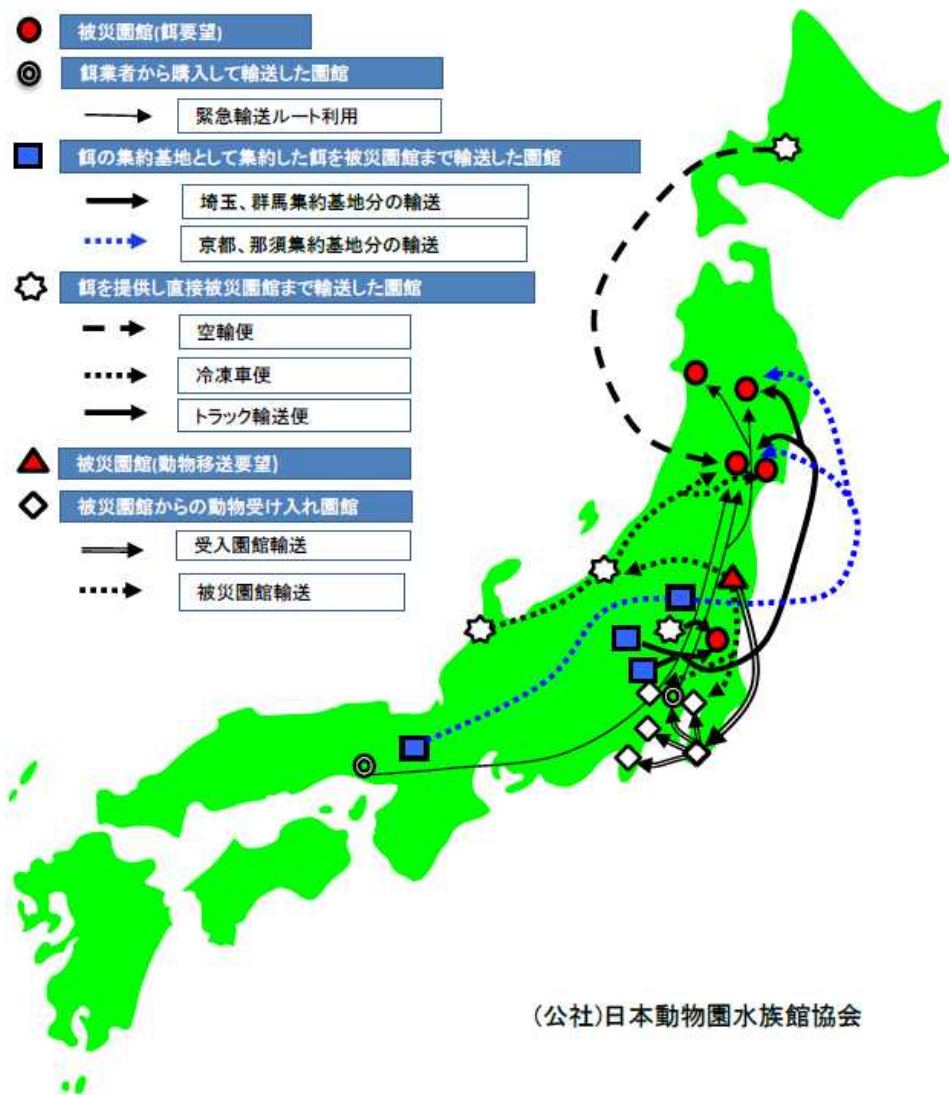 被災園館(餌要望)
餌業者から購入して輸送した園館
緊急輸送ルート利用
餌の集約基地として集約した餌を被災園館まで輸送した園館
埼玉、群馬集約基地分の輸送
京都、那須集約基地分の輸送
餌を提供し直接被災園館まで輸送した園館
空輸便
冷凍車便
トラック輸送便
被災園館(動物移送要望)
被災園館からの動物受け入れ園館
受入園館輸送
被災園館輸送
(公社)日本動物園水族館協会